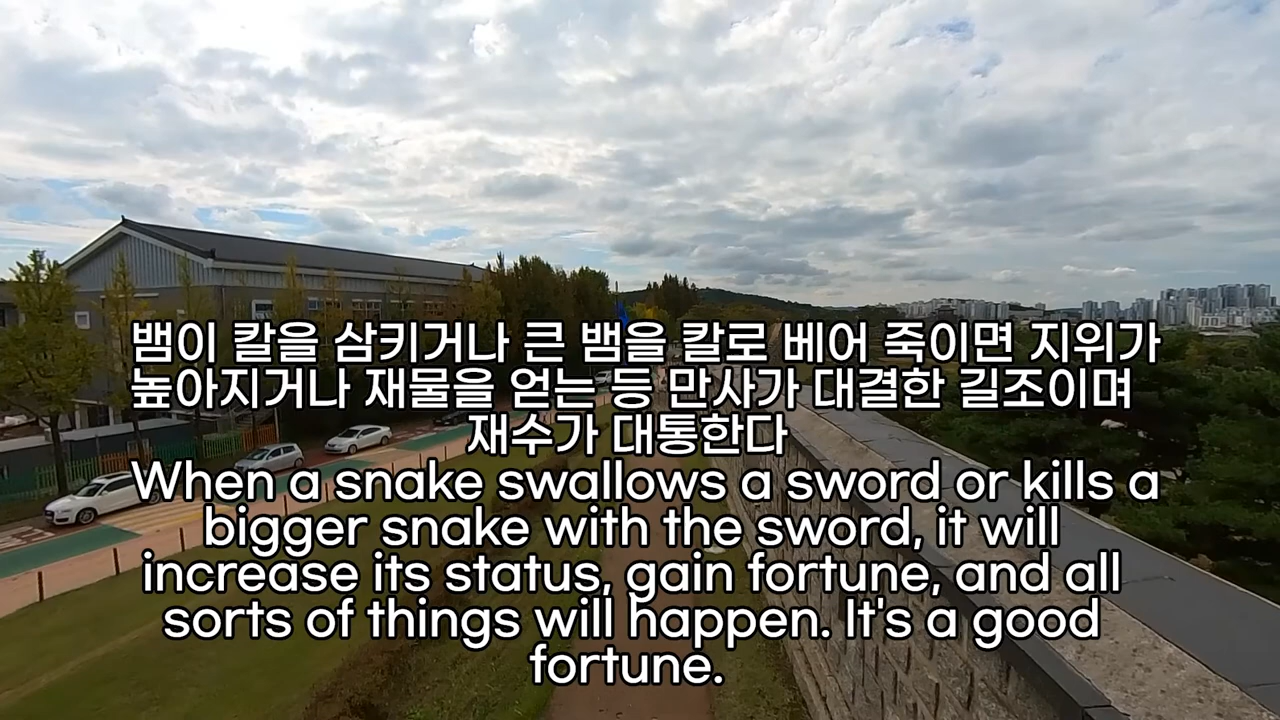 뱀이 칼을 삼키거나 큰 뱀을 칼로 베어 죽이면 지위가
높아지거나 재물을 얻는 등 만사가 대결한 길조이며
재수가 대통한다
When a snake swallows a sword or kills a
bigger snake with the sword, it will
increase its status, gain fortune, and all
sorts of things will happen. It's a good
fortune.